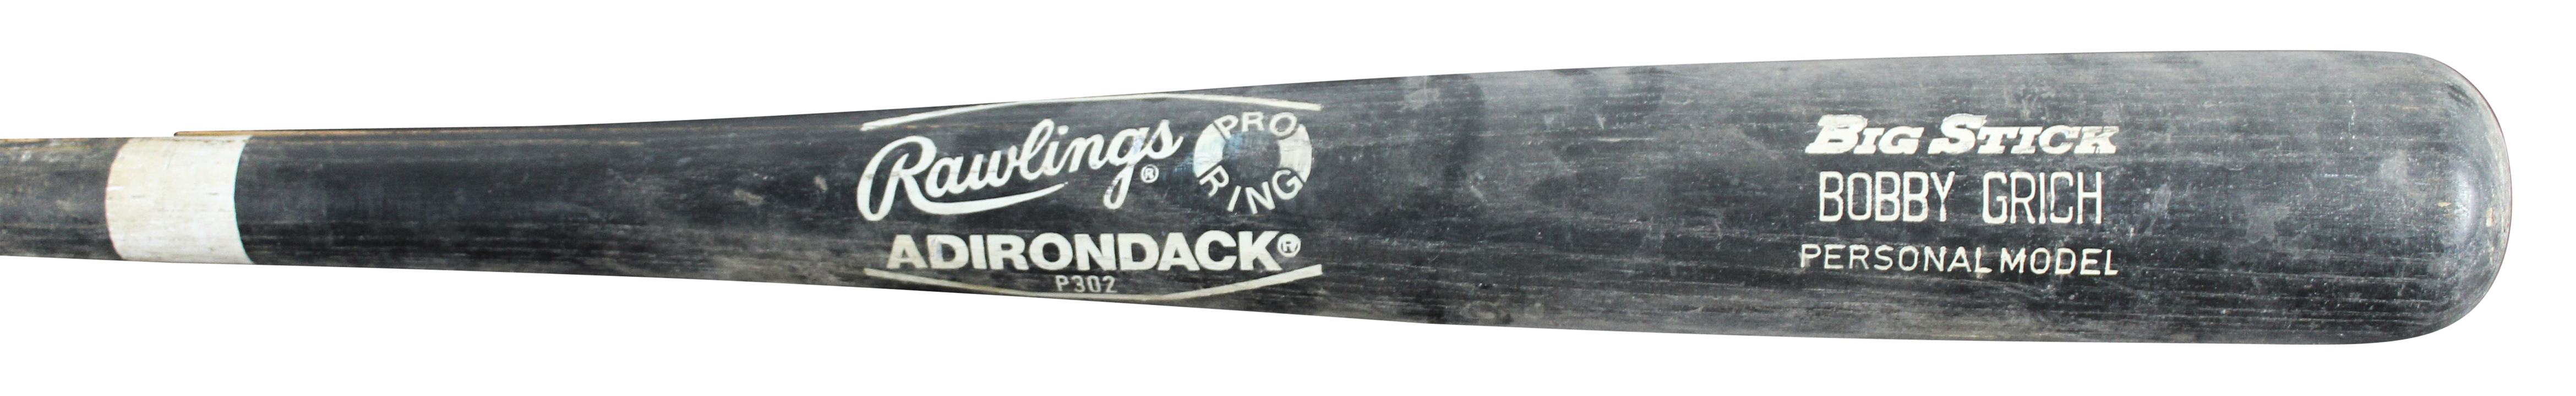 Rawlings®
PRO RING
ADIRONDACK®
P302
BIG STICK
BOBBY GRICH
PERSONAL MODEL